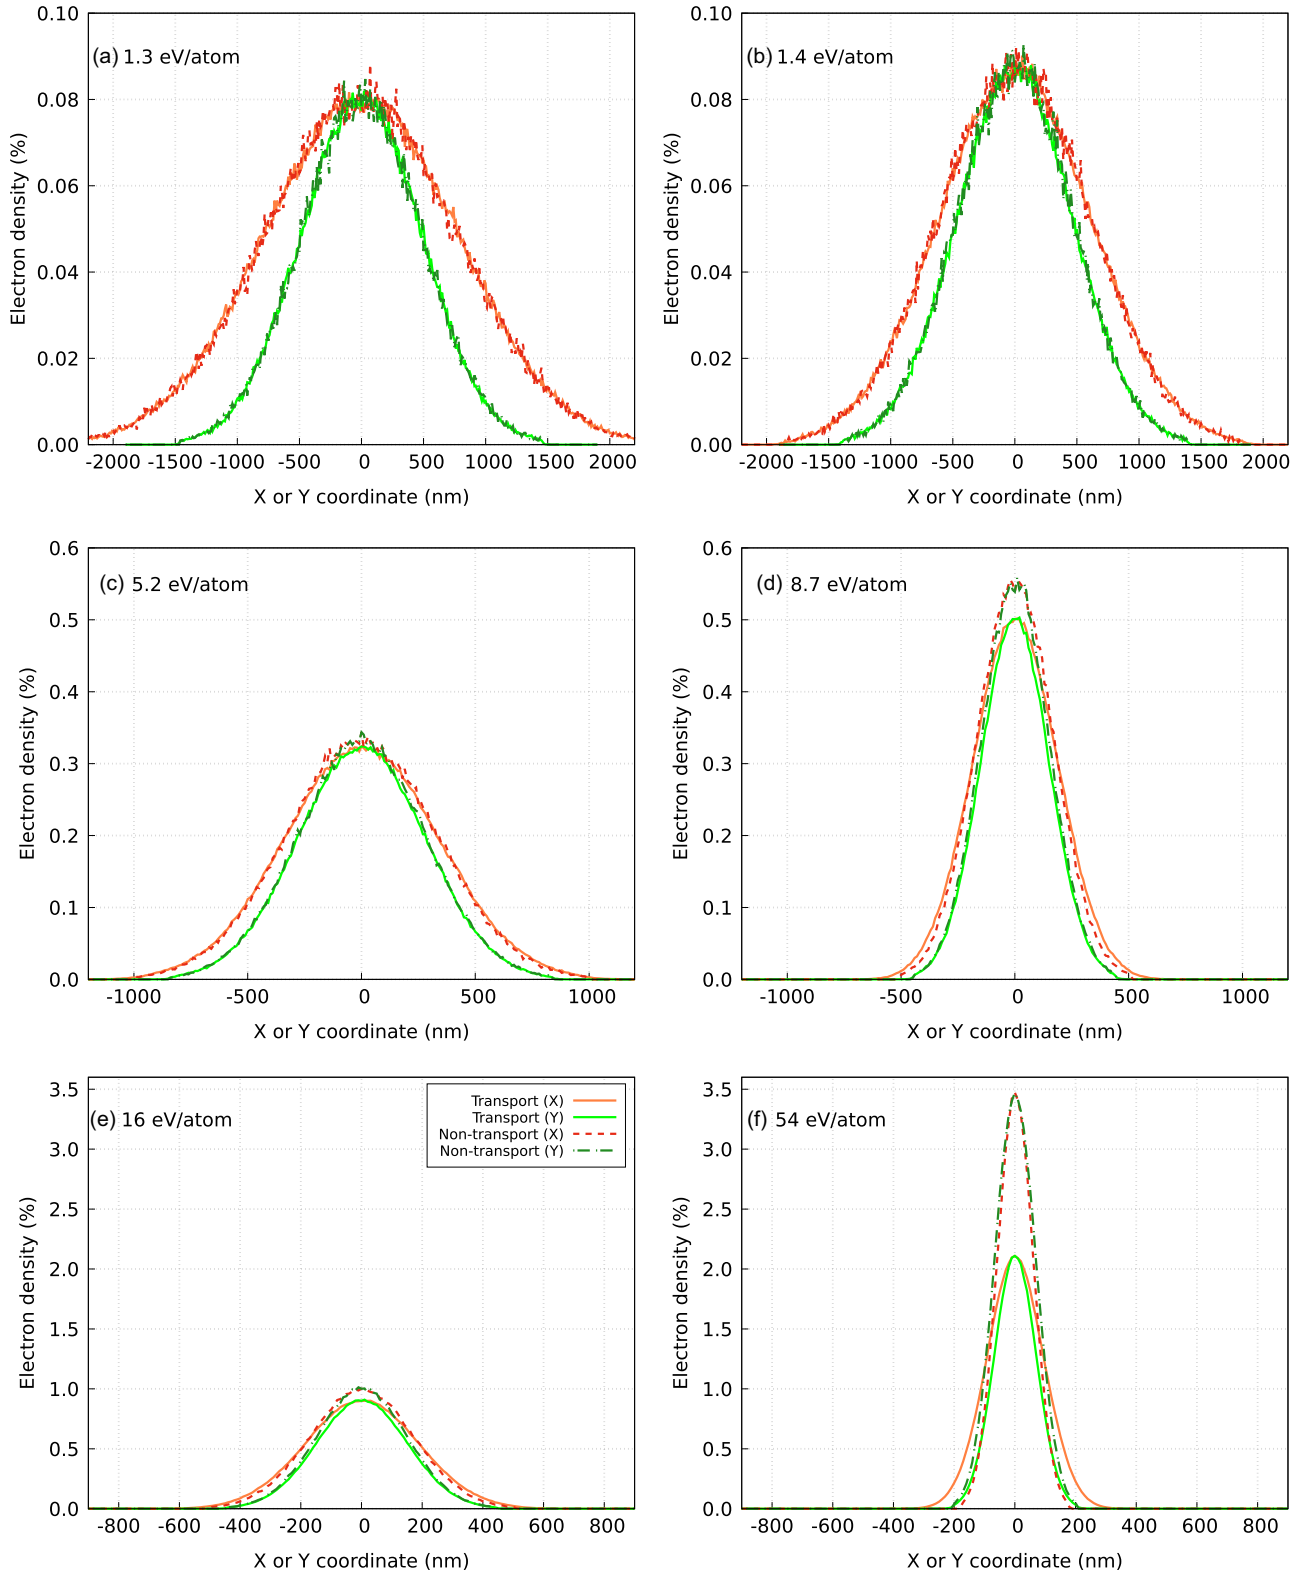 (a) 1.3 eV/atom
Electron density (%)
0.10
0.08
0.06
0.04
0.02
0.00
-2000 -1500 -1000 -500 0 500 1000 1500 2000
X or Y coordinate (nm)
(b) 1.4 eV/atom
Electron density (%)
0.10
0.08
0.06
0.04
0.02
0.00
-2000 -1500 -1000 -500 0 500 1000 1500 2000
X or Y coordinate (nm)
(c) 5.2 eV/atom
Electron density (%)
0.6
0.5
0.4
0.3
0.2
0.1
0.0
-1000 -500 0 500 1000
X or Y coordinate (nm)
(d) 8.7 eV/atom
Electron density (%)
0.6
0.5
0.4
0.3
0.2
0.1
0.0
-1000 -500 0 500 1000
X or Y coordinate (nm)
(e) 16 eV/atom
Transport (X)
Transport (Y)
Non-transport (X)
Non-transport (Y)
Electron density (%)
3.5
3.0
2.5
2.0
1.5
1.0
0.5
0.0
-800 -600 -400 -200 0 200 400 600 800
X or Y coordinate (nm)
(f) 54 eV/atom
Electron density (%)
3.5
3.0
2.5
2.0
1.5
1.0
0.5
0.0
-800 -600 -400 -200 0 200 400 600 800
X or Y coordinate (nm)